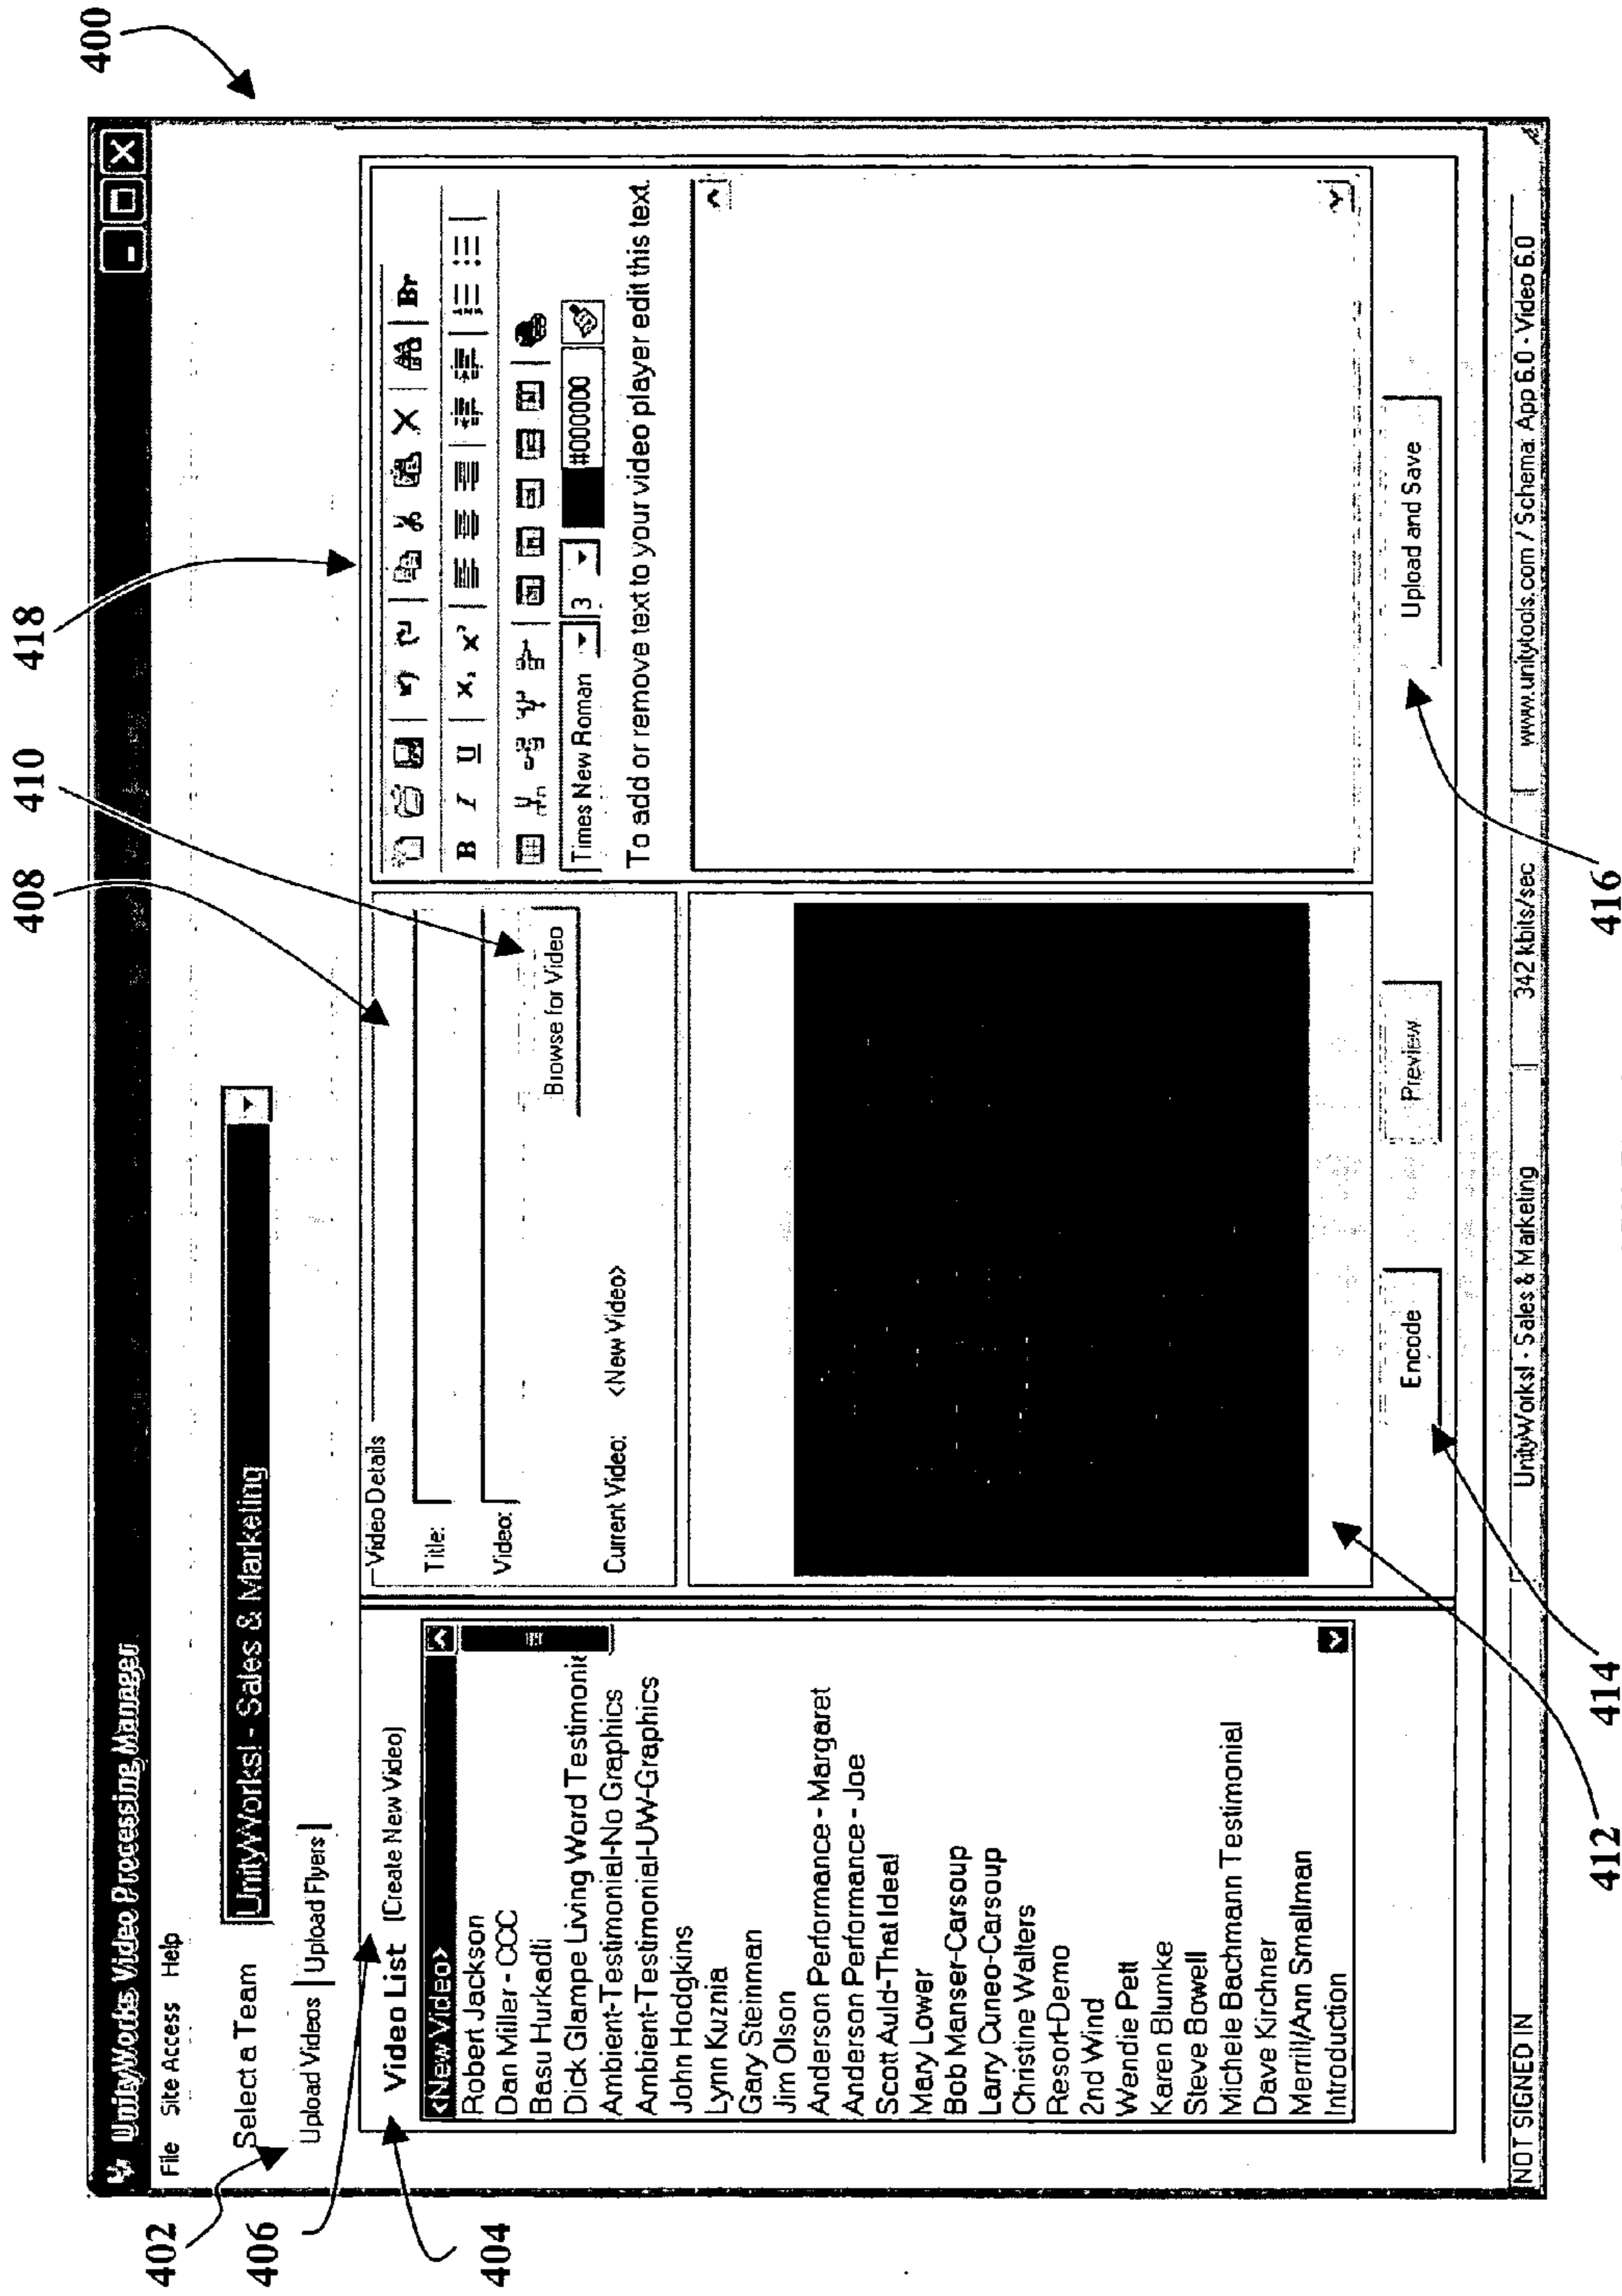 400
418
410
408
UnityWorks Video Processing Manager
File Site Access Help
Select a Team
UnityWorks! - Sales & Marketing
402
Upload Videos Upload Flyers
406
Video List (Create New Video)
404
<New Video>
Robert Jackson
Dan Miller - CCC
Basu Hurkadli
Dick Glampe Living Word Testimonia
Ambient-Testimonial-No Graphics
Ambient-Testimonial-UW-Graphics
John Hodgkins
Lynn Kuznia
Gary Steinman
Jim Olson
Anderson Performance - Margaret
Anderson Performance - Joe
Scott Auld-That Idea!
Mary Lower
Bob Manser-Carsoup
Larry Cuneo-Carsoup
Christine Walters
Resort-Demo
2nd Wind
Wendie Pett
Karen Blumke
Steve Bowell
Michele Bachmann Testimonial
Dave Kirchner
Merril/Ann Smallman
Introduction
Video Details
Title:
Video:
Browse for Video
Current Video: <New Video>
Br
B I U X₂ X²
Times New Roman 3 #000000
To add or remove text to your video player edit this text.
Encode Preview Upload and Save
NOT SIGNED IN UnityWorks! - Sales & Marketing 342 kbits/sec www.unitytools.com / Schema: App 6.0 - Video 6.0
412
414
416